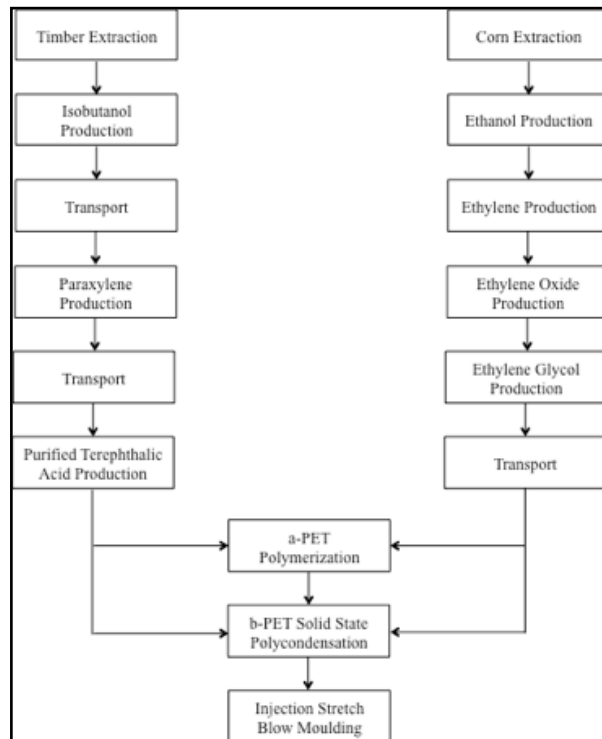 Timber Extraction
Corn Extraction
Isobutanol
Production
Ethanol Production
Transport
Ethylene Production
Paraxylene
Production
Ethylene Oxide
Production
Transport
Ethylene Glycol
Production
Purified Terephthalic
Acid Production
Transport
a-PET
Polymerization
b-PET Solid State
Polycondensation
Injection Stretch
Blow Moulding